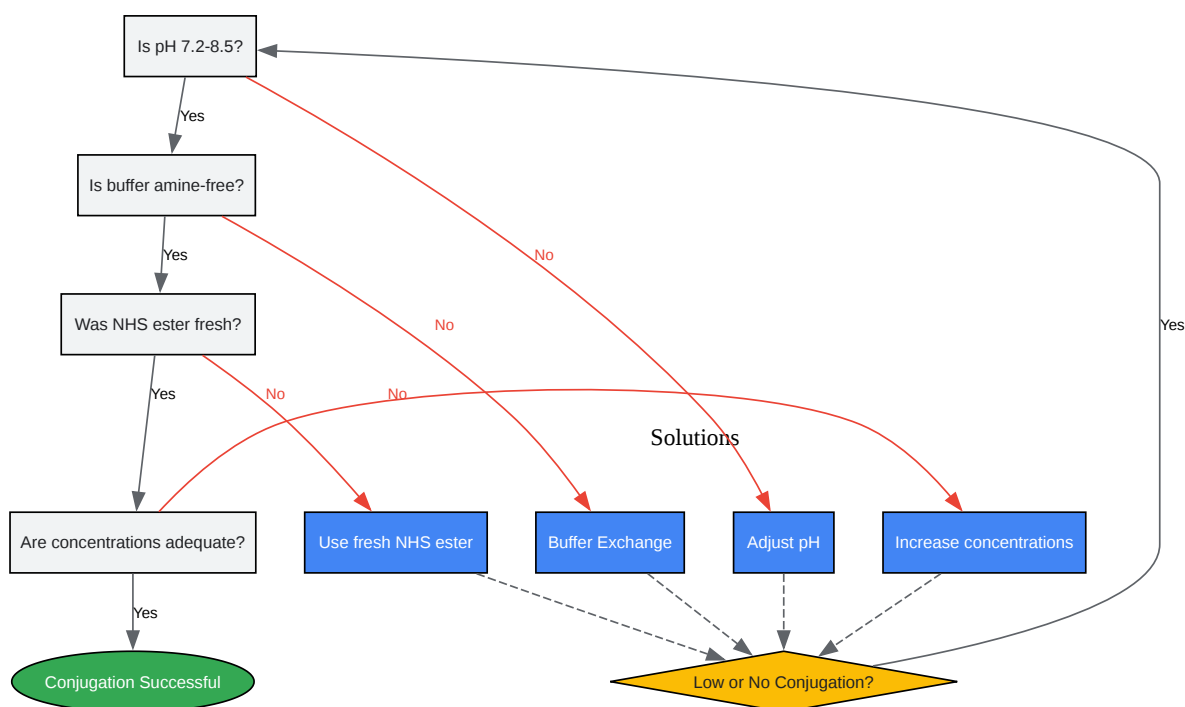 Is pH 7.2-8.5?
Yes
Is buffer amine-free?
Yes
No
Was NHS ester fresh?
No
Yes
Yes
No
No
Solutions
Are concentrations adequate?
Use fresh NHS ester
Buffer Exchange
Adjust pH
Increase concentrations
Yes
Conjugation Successful
Low or No Conjugation?